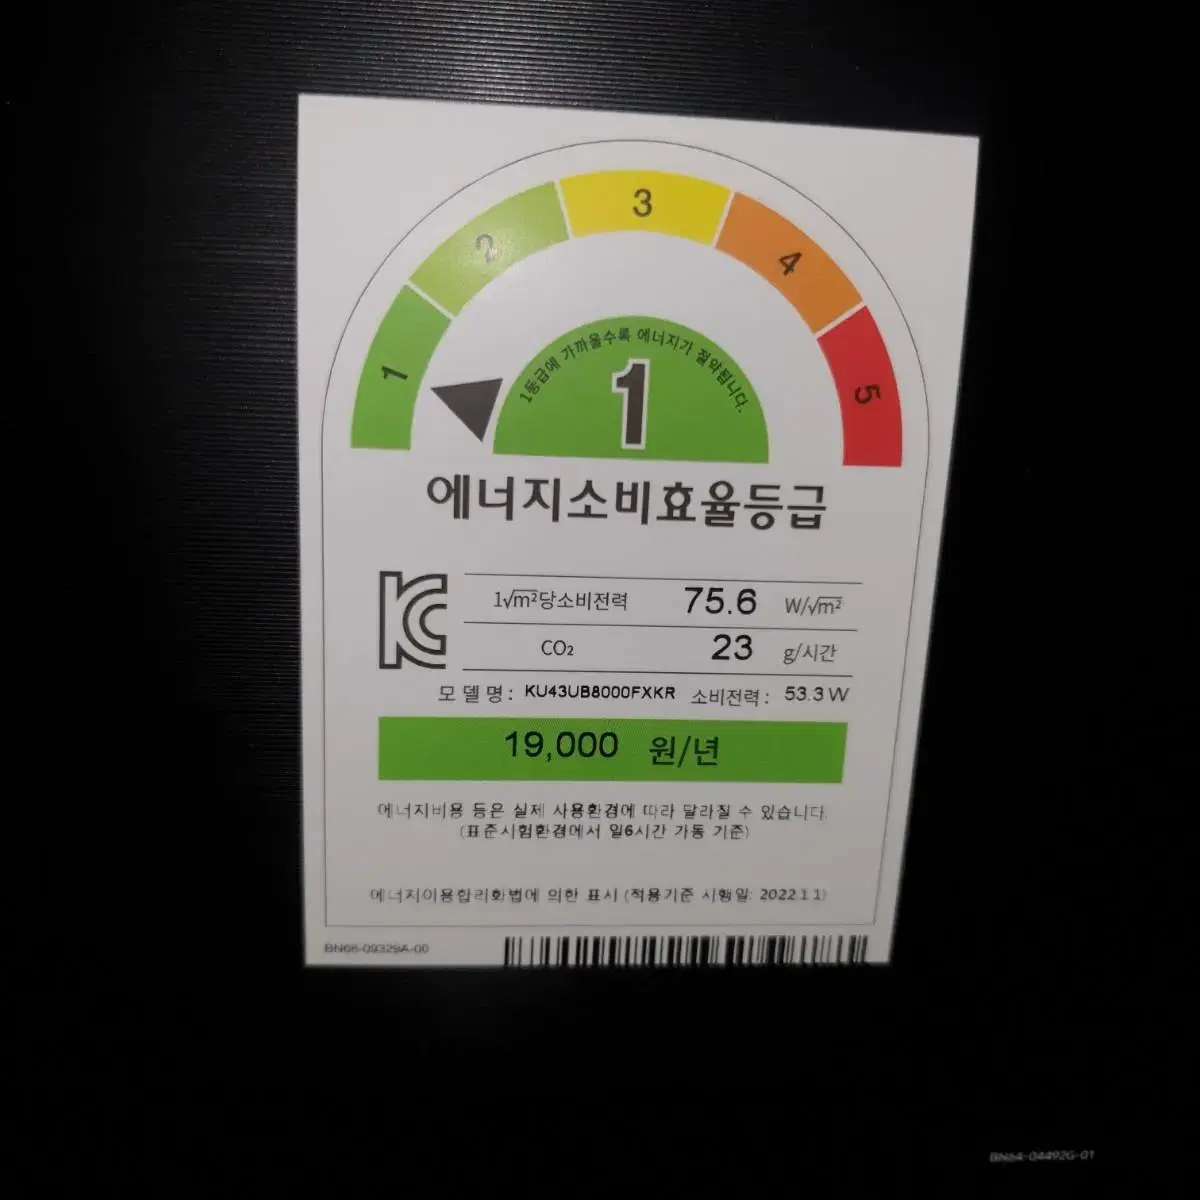 1 2 3 4 5
1등급에 가까울수록 에너지가 절약됩니다.
1
에너지소비효율등급
1√m²당소비전력 75.6 W/√m²
CO₂ 23 g/시간
모델명: KU43UB8000FXKR 소비전력: 53.3 W
19,000 원/년
에너지비용 등은 실제 사용환경에 따라 달라질 수 있습니다.
(표준시험환경에서 일6시간 가동 기준)
에너지이용합리화법에 의한 표시 (적용기준 시행일: 2022.1.1)
BN68-09329A-00
BN64-04492G-01